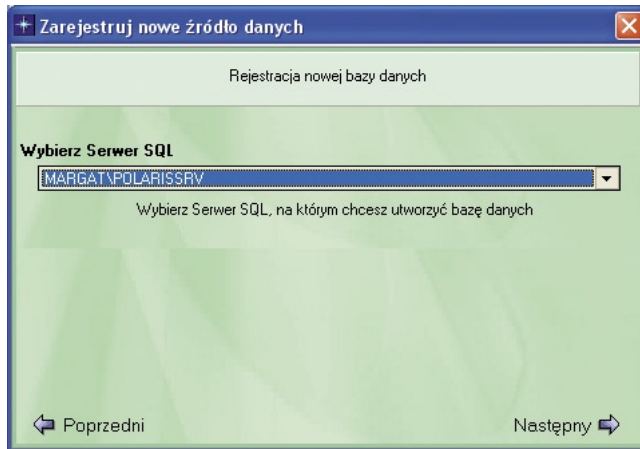 Zarejestruj nowe źródło danych
Rejestracja nowej bazy danych
Wybierz Serwer SQL
MARGAT\POLARISSRV
Wybierz Serwer SQL, na którym chcesz utworzyć bazę danych
Poprzedni
Następny